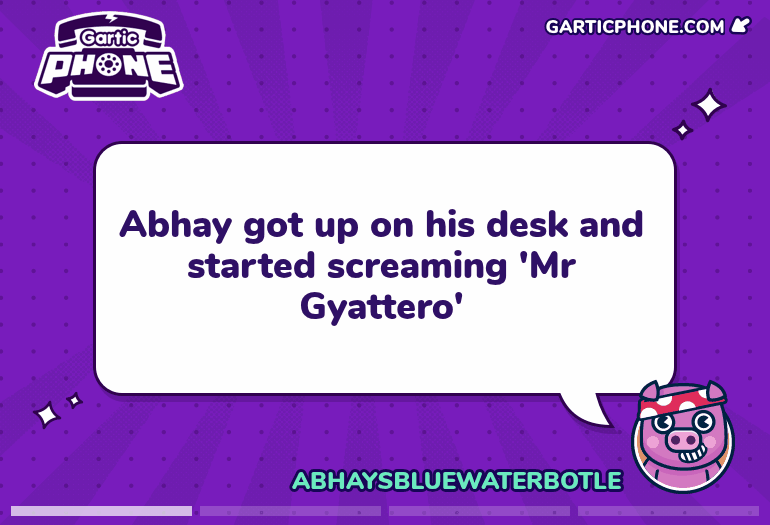 Gartic
PHONE
GARTICPHONE.COM
Abhay got up on his desk and
started screaming 'Mr
Gyattero'
ABHAYSBLUEWATERBOTLE